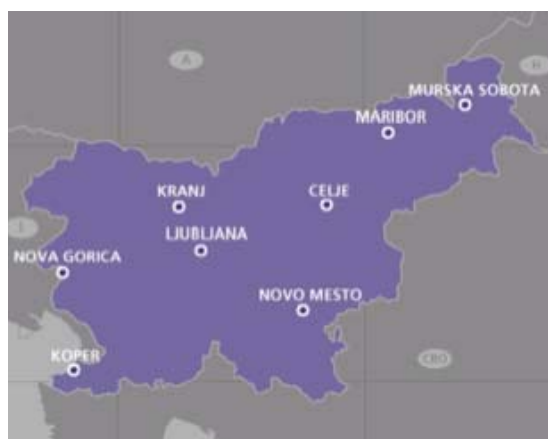 A
H
MURSKA SOBOTA
MARIBOR
KRANJ
CELJE
I
LJUBLJANA
NOVA GORICA
NOVO MESTO
KOPER
CRO